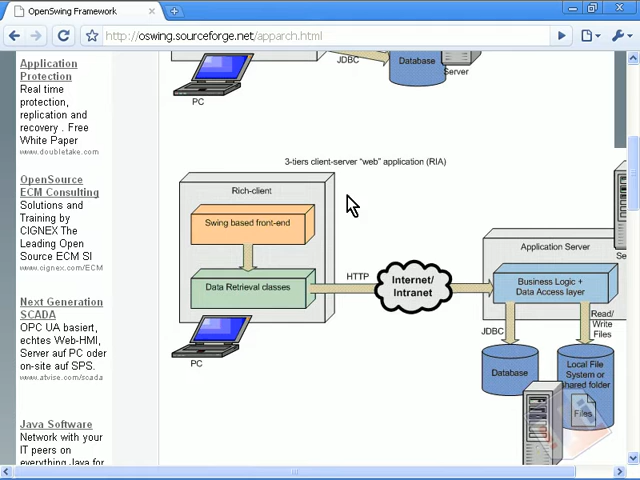 OpenSwing Framework
http://oswing.sourceforge.net/apparch.html
Application
Protection
Real time
protection,
replication and
recovery . Free
White Paper
www.doubletake.com
OpenSource
ECM Consulting
Solutions and
Training by
CIGNEX The
Leading Open
Source ECM SI
www.cignex.com/ECM
Next Generation
SCADA
OPC UA basiert,
echtes Web-HMI,
Server auf PC oder
on-site auf SPS.
www.atvise.com/scada
Java Software
Network with your
IT peers on
everything Java for
PC
JDBC
Database
Server
3-tiers client-server "web" application (RIA)
Rich-client
Swing based front-end
Data Retrieval classes
PC
HTTP
Internet/
Intranet
Application Server
Business Logic +
Data Access layer
JDBC
Read/
Write
Files
Database
Local File
System or
shared folder
Files